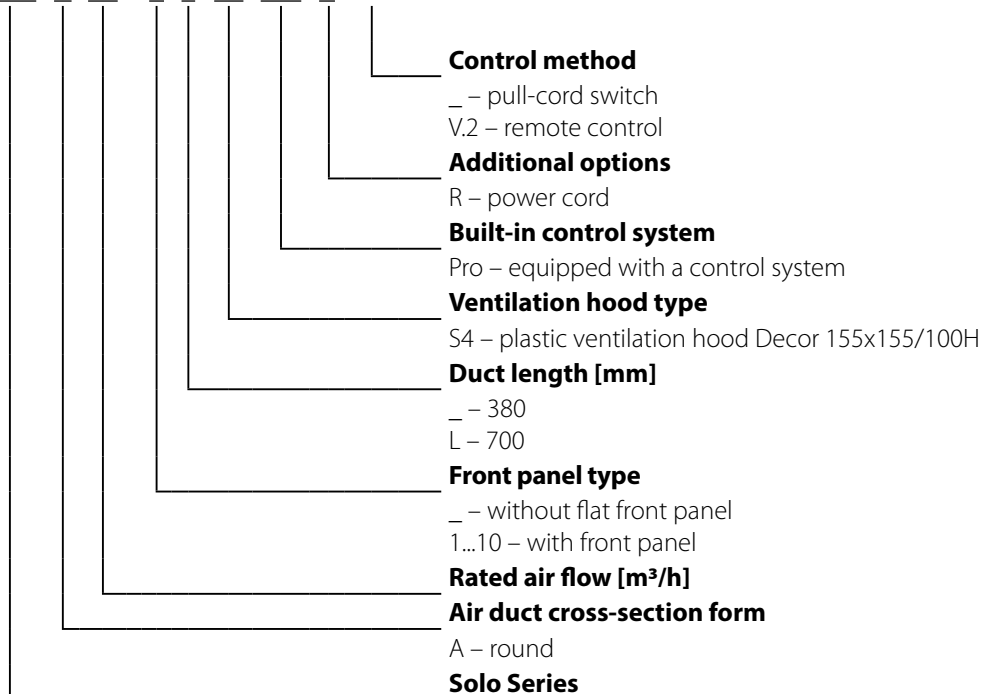 Control method
_ – pull-cord switch
V.2 – remote control
Additional options
R – power cord
Built-in control system
Pro – equipped with a control system
Ventilation hood type
S4 – plastic ventilation hood Decor 155x155/100H
Duct length [mm]
_ – 380
L – 700
Front panel type
_ – without flat front panel
1...10 – with front panel
Rated air flow [m³/h]
Air duct cross-section form
A – round
Solo Series